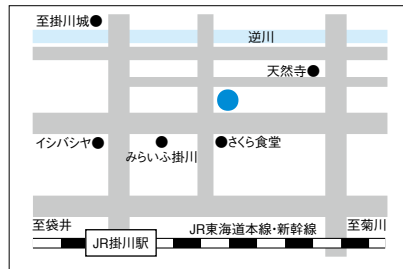 至掛川城
逆川
天然寺
イシバシヤ
みらいふ掛川
さくら食堂
至袋井
JR東海道本線・新幹線
至菊川
JR掛川駅